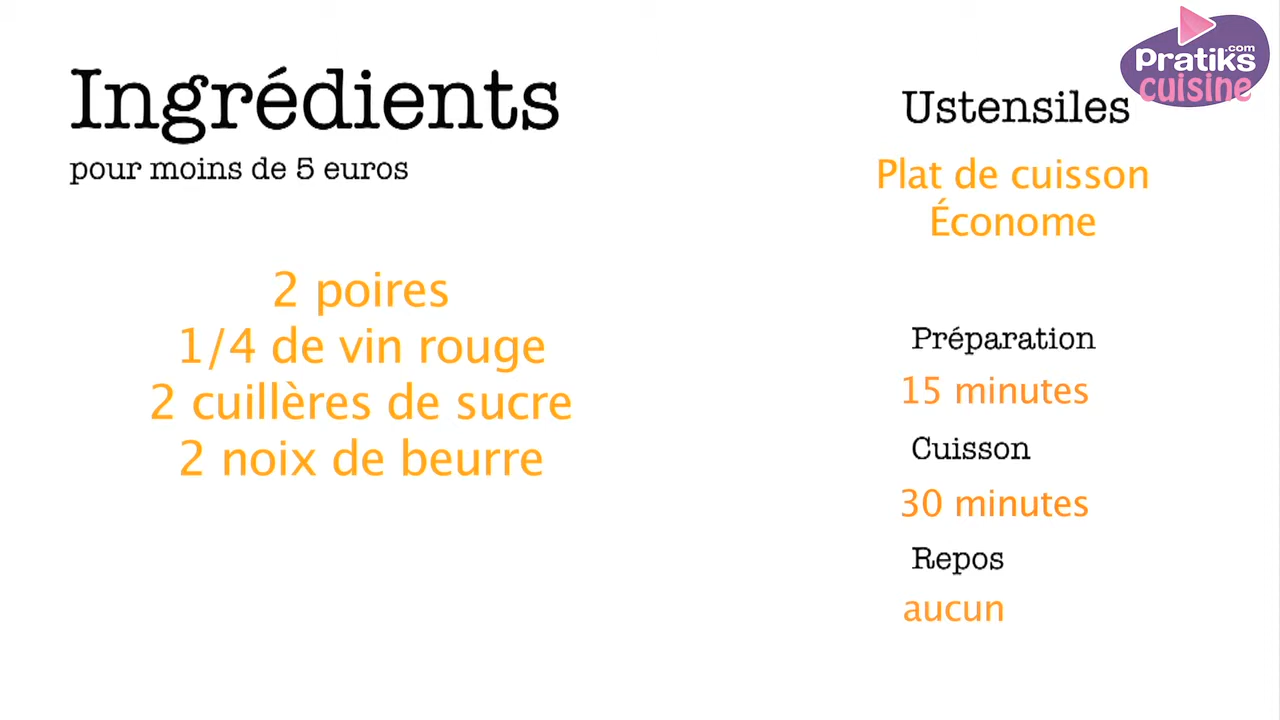 Ingrédients
pour moins de 5 euros
2 poires
1/4 de vin rouge
2 cuillères de sucre
2 noix de beurre
Pratiks.com
cuisine
Ustensiles
Plat de cuisson
Économe
Préparation
15 minutes
Cuisson
30 minutes
Repos
aucun